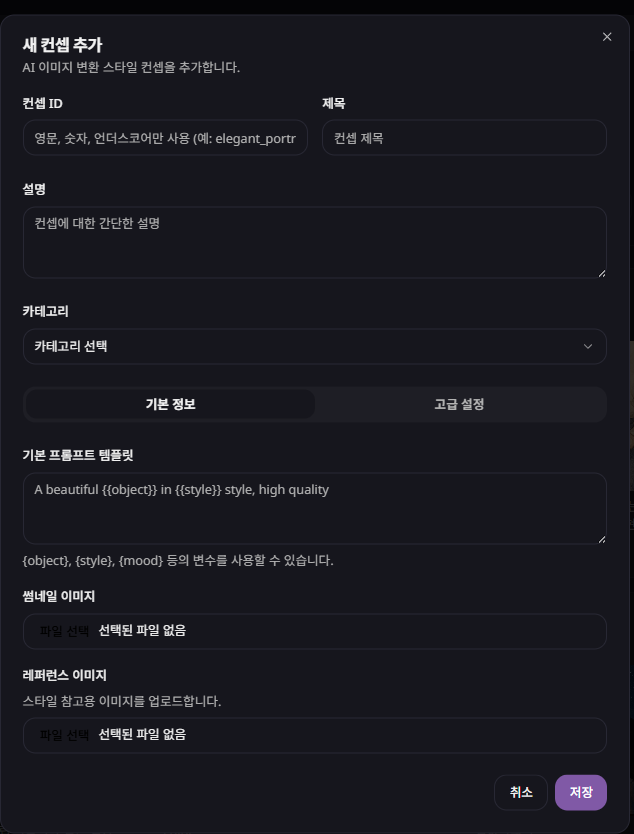 새 컨셉 추가
AI 이미지 변환 스타일 컨셉을 추가합니다.
컨셉 ID
제목
영문, 숫자, 언더스코어만 사용 (예: elegant_portr
컨셉 제목
설명
컨셉에 대한 간단한 설명
카테고리
카테고리 선택
기본 정보
고급 설정
기본 프롬프트 템플릿
A beautiful {{object}} in {{style}} style, high quality
{object}, {style}, {mood} 등의 변수를 사용할 수 있습니다.
썸네일 이미지
파일 선택 선택된 파일 없음
레퍼런스 이미지
스타일 참고용 이미지를 업로드합니다.
파일 선택 선택된 파일 없음
취소
저장